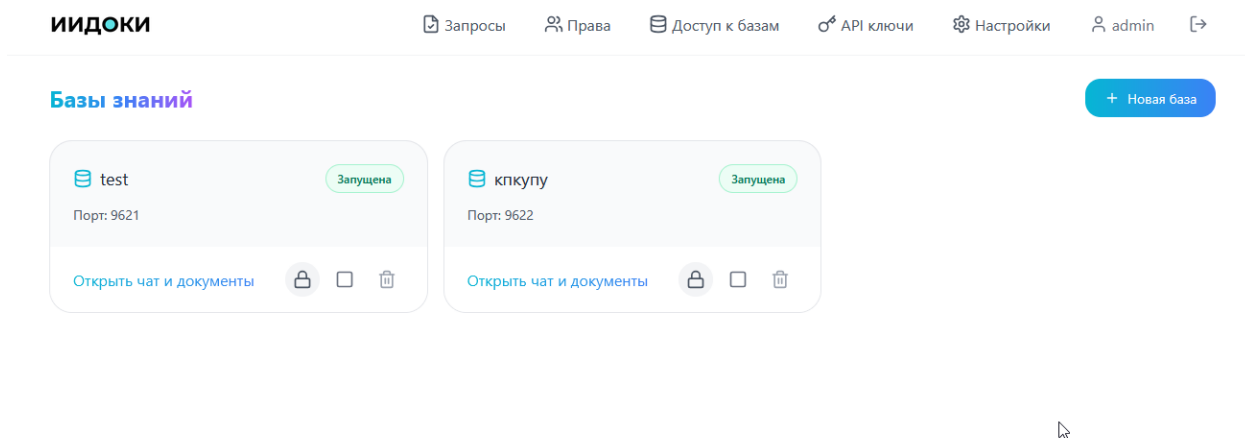 ИИДОКИ
Запросы
Права
Доступ к базам
API ключи
Настройки
admin
Базы знаний
+ Новая база
test
Запущена
Порт: 9621
Открыть чат и документы
кпкупу
Запущена
Порт: 9622
Открыть чат и документы